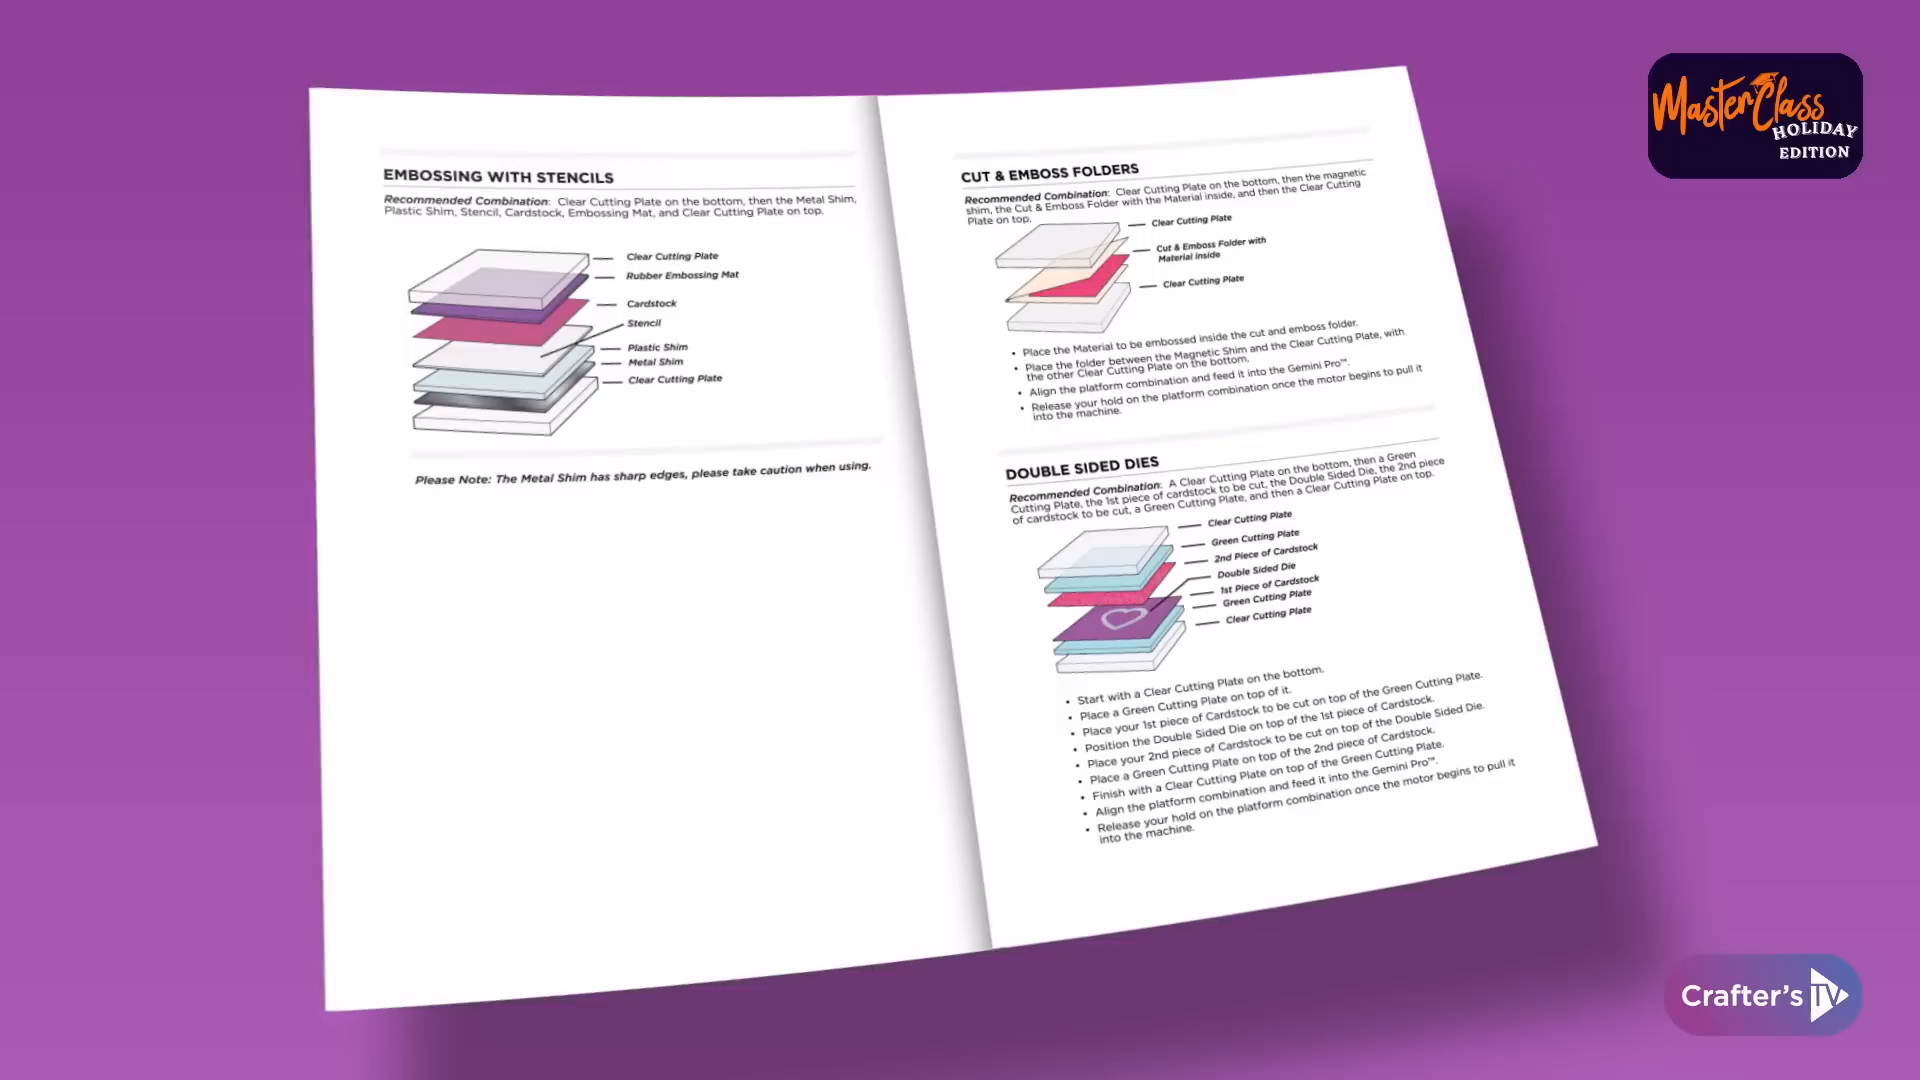 EMBOSSING WITH STENCILS
Recommended Combination: Clear Cutting Plate on the bottom, then the Metal Shim,
Plastic Shim, Stencil, Cardstock, Embossing Mat, and Clear Cutting Plate on top.
Clear Cutting Plate
Rubber Embossing Mat
Cardstock
Stencil
Plastic Shim
Metal Shim
Clear Cutting Plate
Please Note: The Metal Shim has sharp edges, please take caution when using.
CUT & EMBOSS FOLDERS
Recommended Combination: Clear Cutting Plate on the bottom, then the magnetic
shim, the Cut & Emboss Folder with the Material inside, and then the Clear Cutting
Plate on top.
Clear Cutting Plate
Cut & Emboss Folder with
Material inside
Clear Cutting Plate
• Place the Material to be embossed inside the cut and emboss folder.
• Place the folder between the Magnetic Shim and the Clear Cutting Plate, with
the other Clear Cutting Plate on the bottom.
• Align the platform combination and feed it into the Gemini Pro™.
• Release your hold on the platform combination once the motor begins to pull it
into the machine.
DOUBLE SIDED DIES
Recommended Combination: A Clear Cutting Plate on the bottom, then a Green
Cutting Plate, the 1st piece of cardstock to be cut, the Double Sided Die, the 2nd piece
of cardstock to be cut, a Green Cutting Plate, and then a Clear Cutting Plate on top.
Clear Cutting Plate
Green Cutting Plate
2nd Piece of Cardstock
Double Sided Die
1st Piece of Cardstock
Green Cutting Plate
Clear Cutting Plate
• Start with a Clear Cutting Plate on the bottom.
• Place a Green Cutting Plate on top of it.
• Place your 1st piece of Cardstock to be cut on top of the Green Cutting Plate.
• Position the Double Sided Die on top of the 1st piece of Cardstock.
• Place your 2nd piece of Cardstock to be cut on top of the Double Sided Die.
• Place a Green Cutting Plate on top of the 2nd piece of Cardstock.
• Finish with a Clear Cutting Plate on top of the Green Cutting Plate.
• Align the platform combination and feed it into the Gemini Pro™.
• Release your hold on the platform combination once the motor begins to pull it
into the machine.
MasterClass
HOLIDAY
EDITION
Crafter's TV